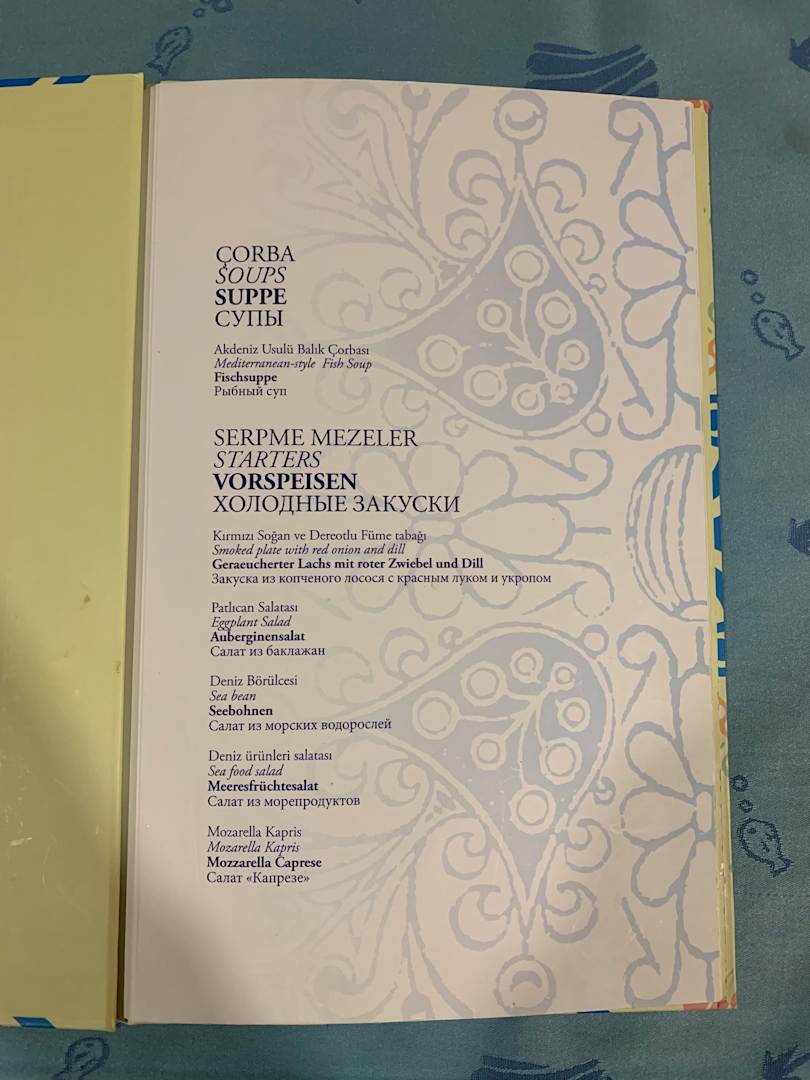 ÇORBA
SOUPS
SUPPE
СУПЫ
Akdeniz Usulü Balık Çorbası
Mediterranean-style Fish Soup
Fischsuppe
Рыбный суп
SERPME MEZELER
STARTERS
VORSPEISEN
ХОЛОДНЫЕ ЗАКУСКИ
Kırmızı Soğan ve Dereotlu Füme tabağı
Smoked plate with red onion and dill
Geraeucherter Lachs mit roter Zwiebel und Dill
Закуска из копченого лосося с красным луком и укропом
Patlıcan Salatası
Eggplant Salad
Auberginensalat
Салат из баклажан
Deniz Börülcesi
Sea bean
Seebohnen
Салат из морских водорослей
Deniz ürünleri salatası
Sea food salad
Meeresfrüchtesalat
Салат из морепродуктов
Mozarella Kapris
Mozarella Kapris
Mozzarella Caprese
Салат «Капрезе»